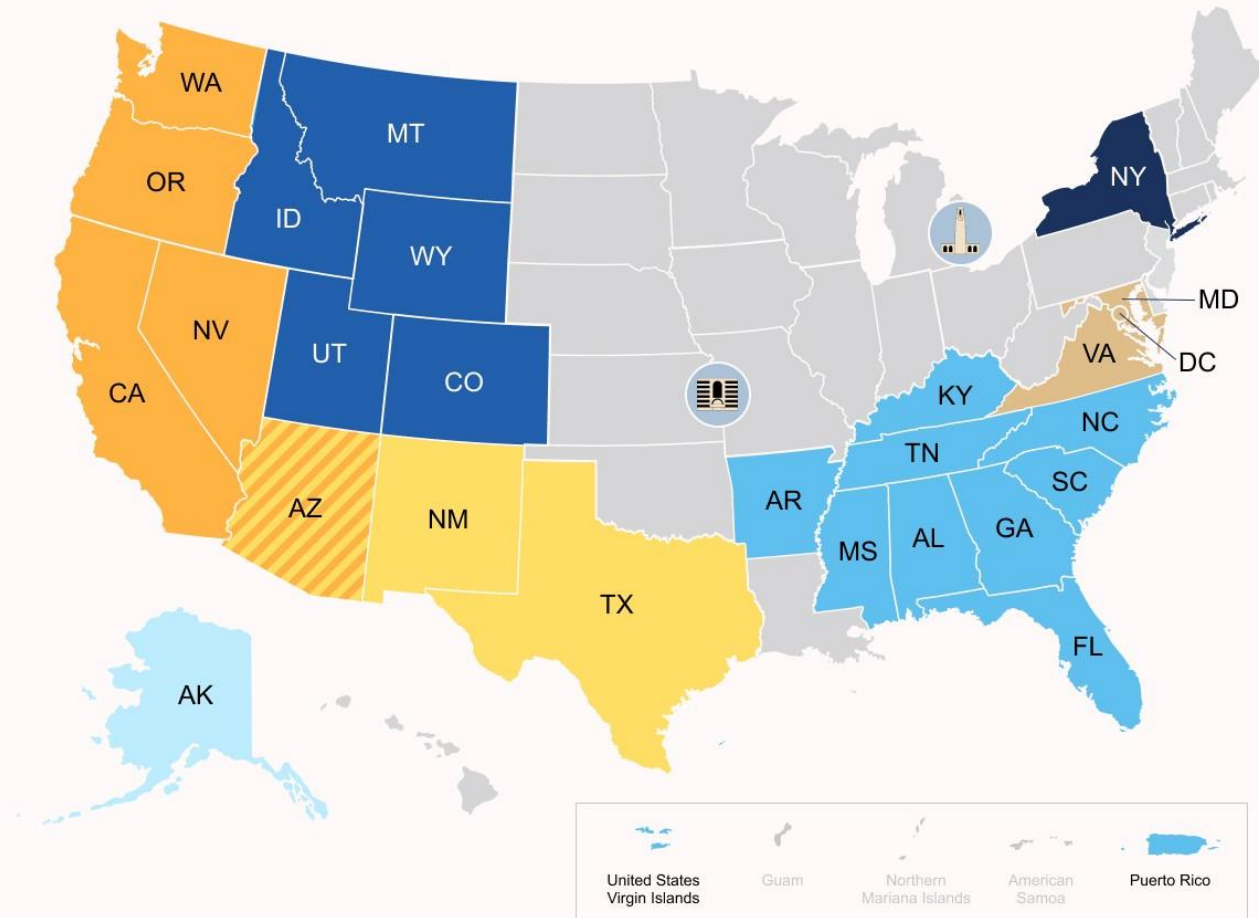 WA
MT
OR
ID
NY
WY
MD
NV
UT
VA
DC
CO
CA
KY
NC
TN
SC
AR
AZ
NM
GA
AL
MS
TX
FL
AK
United States
Virgin Islands
Guam
Northern
Mariana Islands
American
Samoa
Puerto Rico